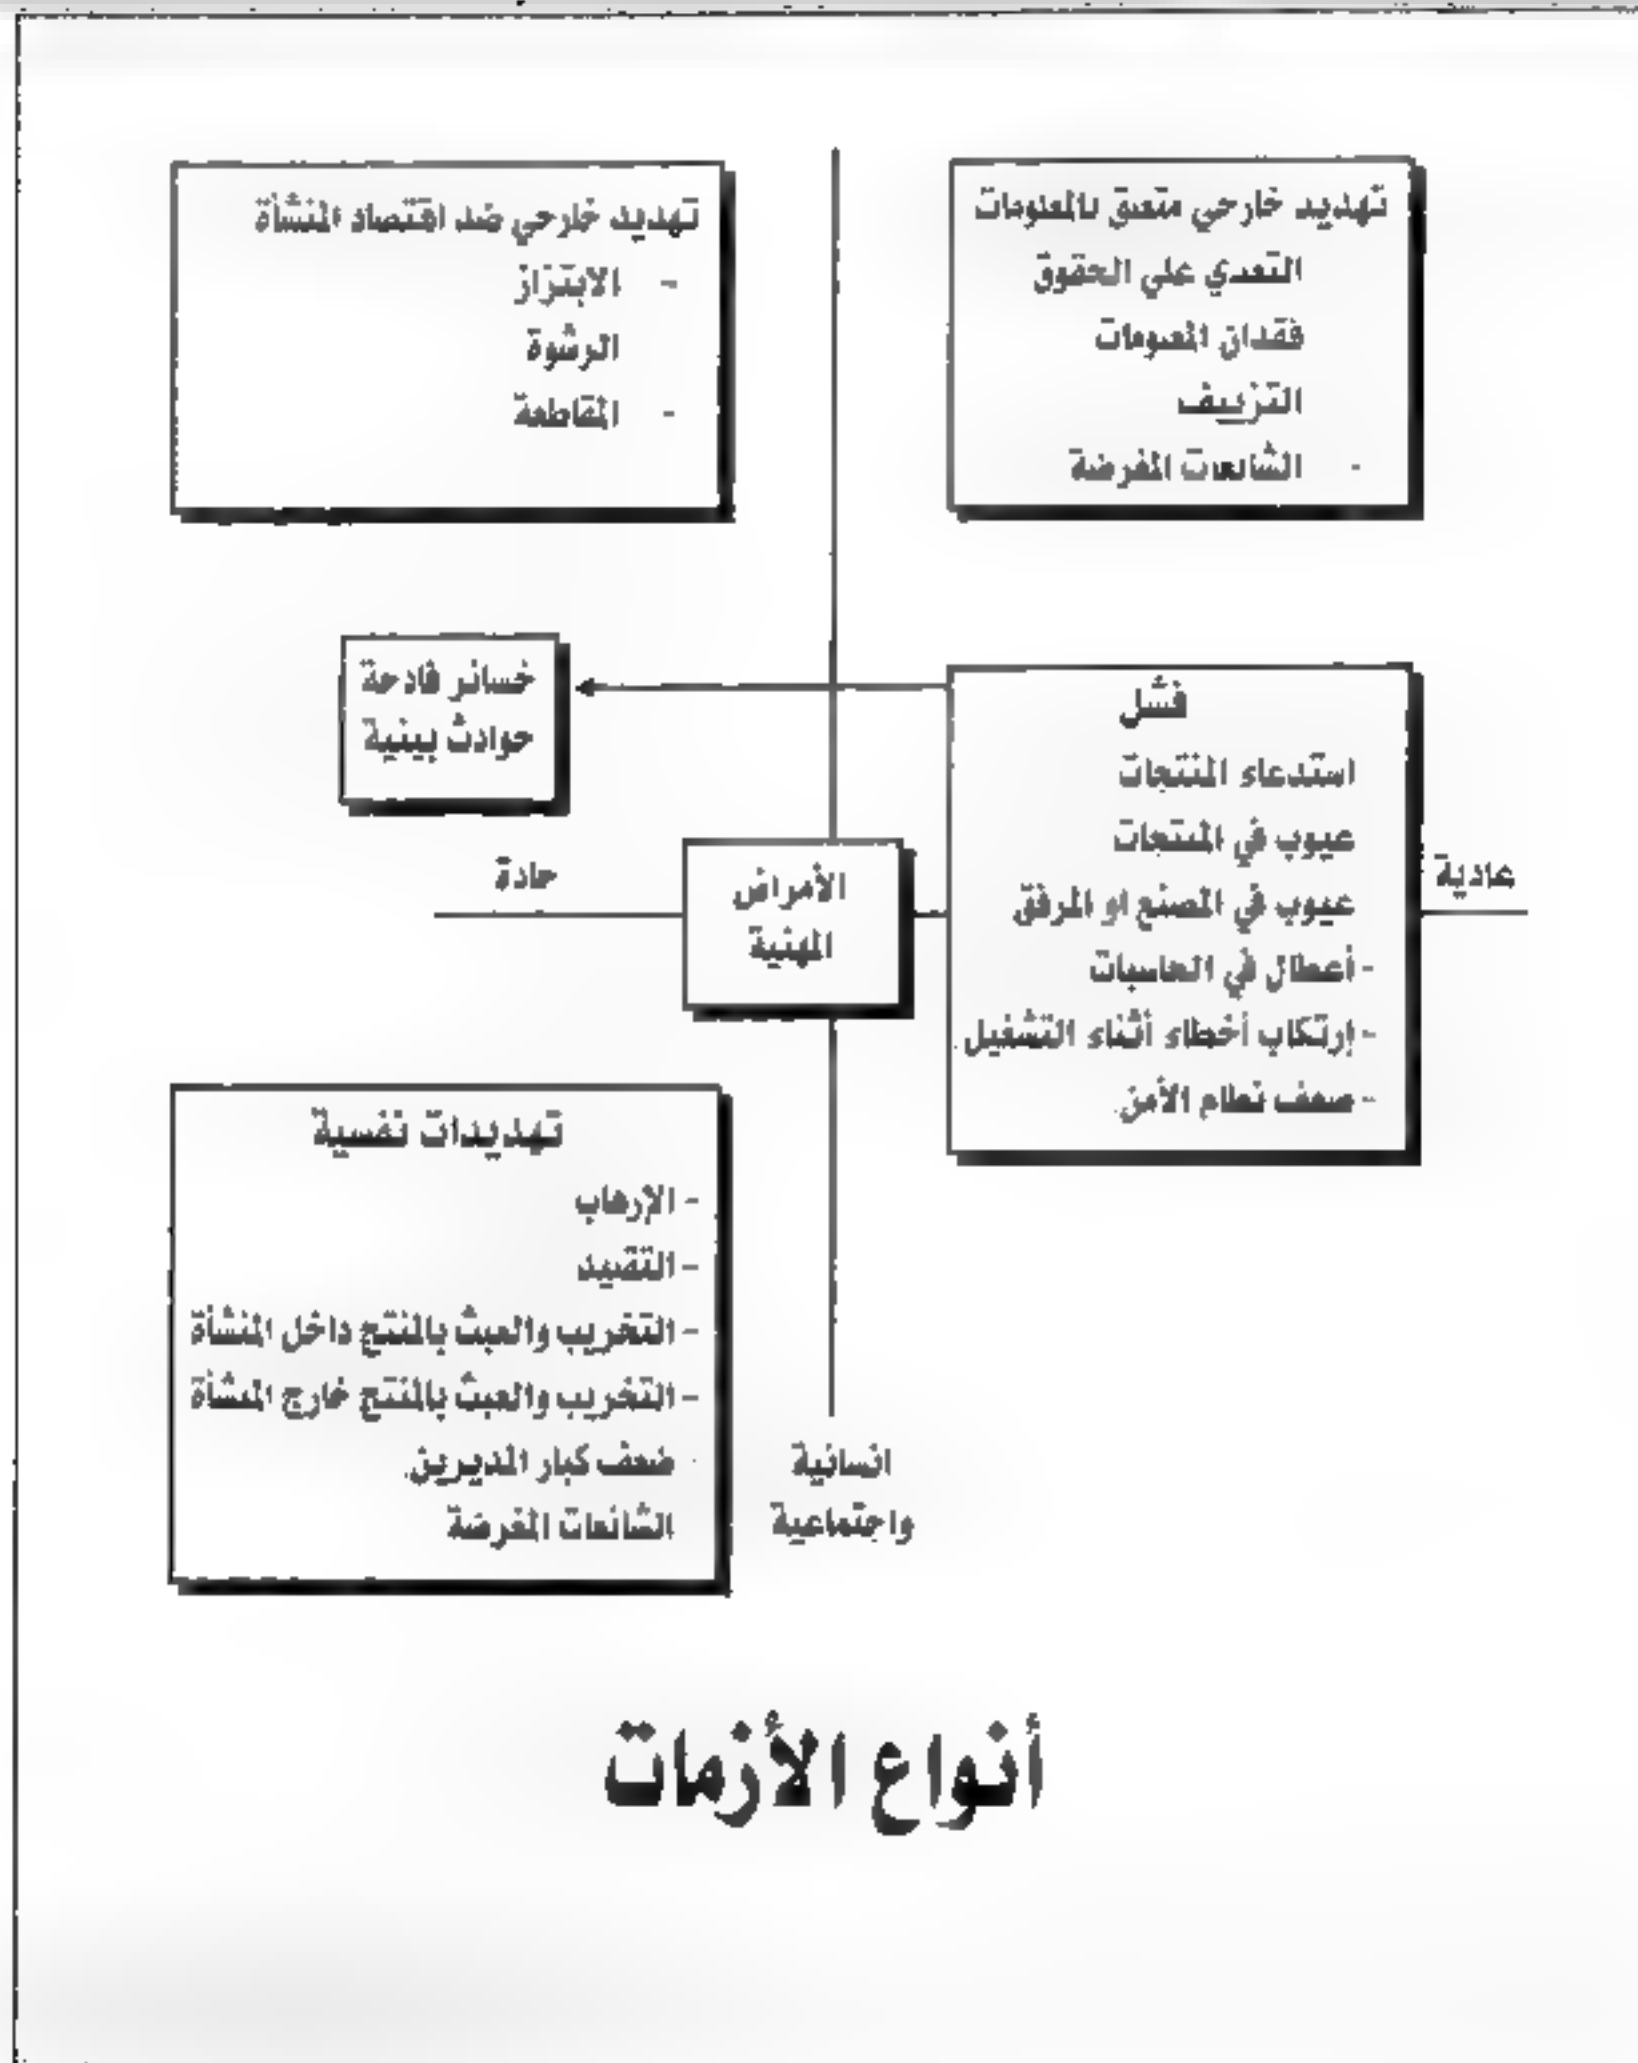 تهديد خارجي متعلق بالمعلومات
التعدي على الحقوق
فقدان المعلومات
التزييف
- الشائعات المغرضة
تهديد خارجي ضد اقتصاد المنشأة
- الابتزاز
الرشوة
- المقاطعة
فشل
استدعاء المنتجات
عيوب في المنتجات
عيوب في المصنع او المرفق
- أعطال في الحاسبات
- إرتكاب أخطاء أثناء التشغيل.
- ضعف نظام الأمن.
خسائر فادحة
حوادث بيئية
عادية
الأمراض
المهنية
حادة
تهديدات نفسية
- الإرهاب
- التقييد
- التخريب والعبث بالمنتج داخل المنشأة
- التخريب والعبث بالمنتج خارج المنشأة
- ضعف كبار المديرين.
الشائعات المغرضة
انسانية
واجتماعية
أنواع الأزمات